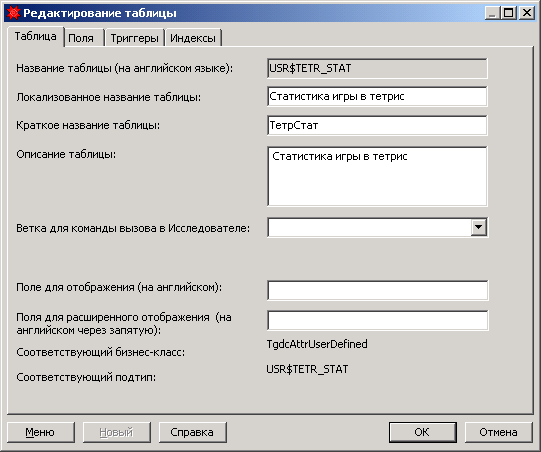 Редактирование таблицы
Таблица Поля Триггеры Индексы
Название таблицы (на английском языке): USR$TETR_STAT
Локализованное название таблицы: Статистика игры в тетрис
Краткое название таблицы: ТетрСтат
Описание таблицы: Статистика игры в тетрис
Ветка для команды вызова в Исследователе:
Поле для отображения (на английском):
Поля для расширенного отображения (на
английском через запятую):
Соответствующий бизнес-класс: TgdcAttrUserDefined
Соответствующий подтип: USR$TETR_STAT
Меню Новый Справка OK Отмена